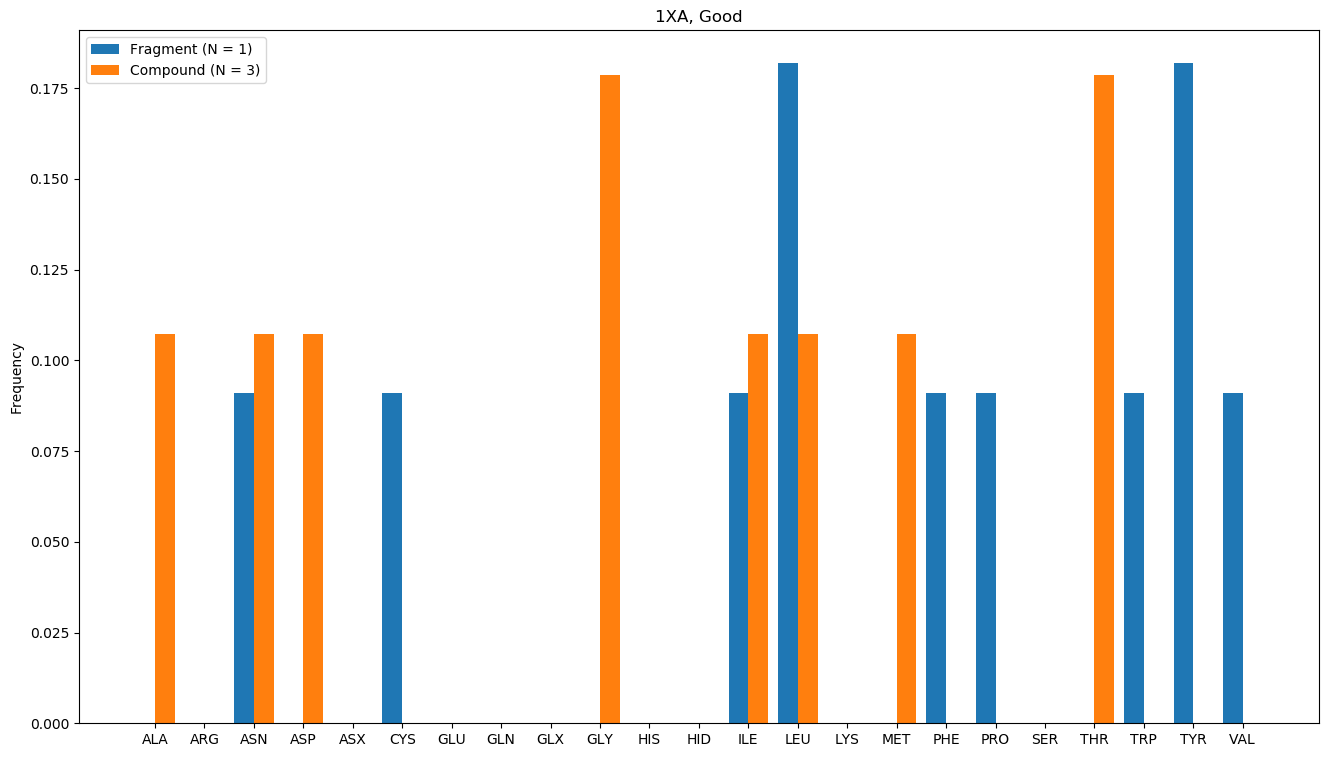 1XA, Good
Fragment (N = 1)
Compound (N = 3)
Frequency
0.175
0.150
0.125
0.100
0.075
0.050
0.025
0.000
ALA ARG ASN ASP ASX CYS GLU GLN GLX GLY HIS HID ILE LEU LYS MET PHE PRO SER THR TRP TYR VAL